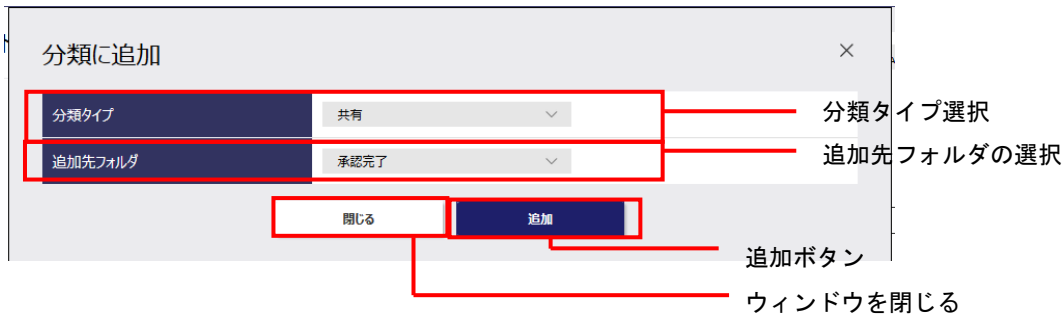 分類に追加
分類タイプ 共有
分類タイプ選択
追加先フォルダ 承認完了
追加先フォルダの選択
閉じる 追加
追加ボタン
ウィンドウを閉じる